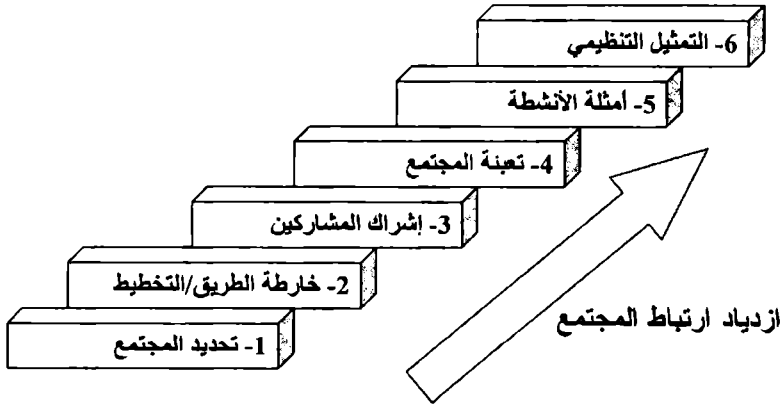 6- التمثيل التنظيمي
5- أمثلة الأنشطة
4- تعبئة المجتمع
3- إشراك المشاركين
2- خارطة الطريق/التخطيط
1- تحديد المجتمع
ازدياد ارتباط المجتمع